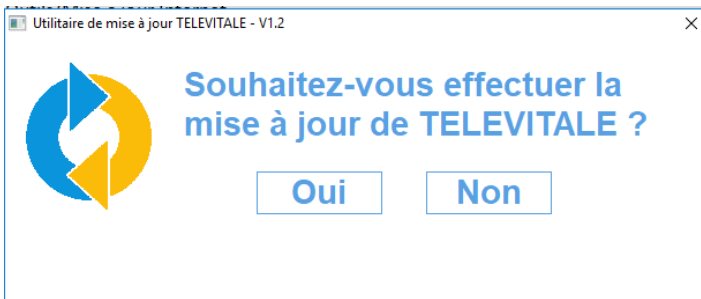 Utilitaire de mise à jour TELEVITALE - V1.2
Souhaitez-vous effectuer la
mise à jour de TELEVITALE ?
Oui Non